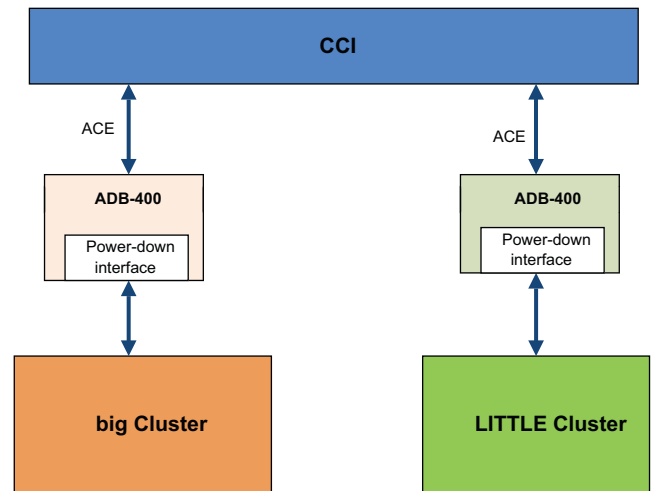 CCI
ACE
ACE
ADB-400
Power-down
interface
ADB-400
Power-down
interface
big Cluster
LITTLE Cluster